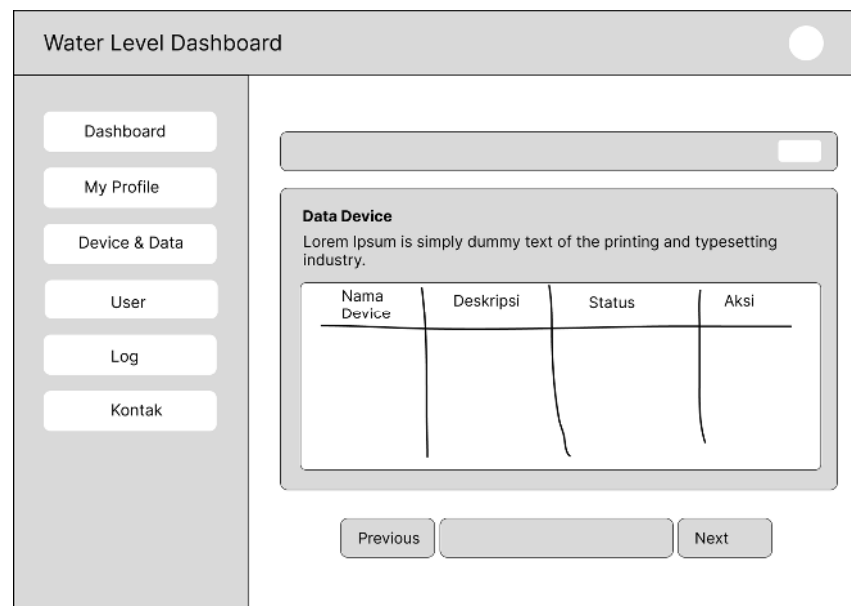 Water Level Dashboard
Dashboard
My Profile
Device & Data
User
Log
Kontak
Data Device
Lorem Ipsum is simply dummy text of the printing and typesetting
industry.
Nama
Device
Deskripsi
Status
Aksi
Previous
Next